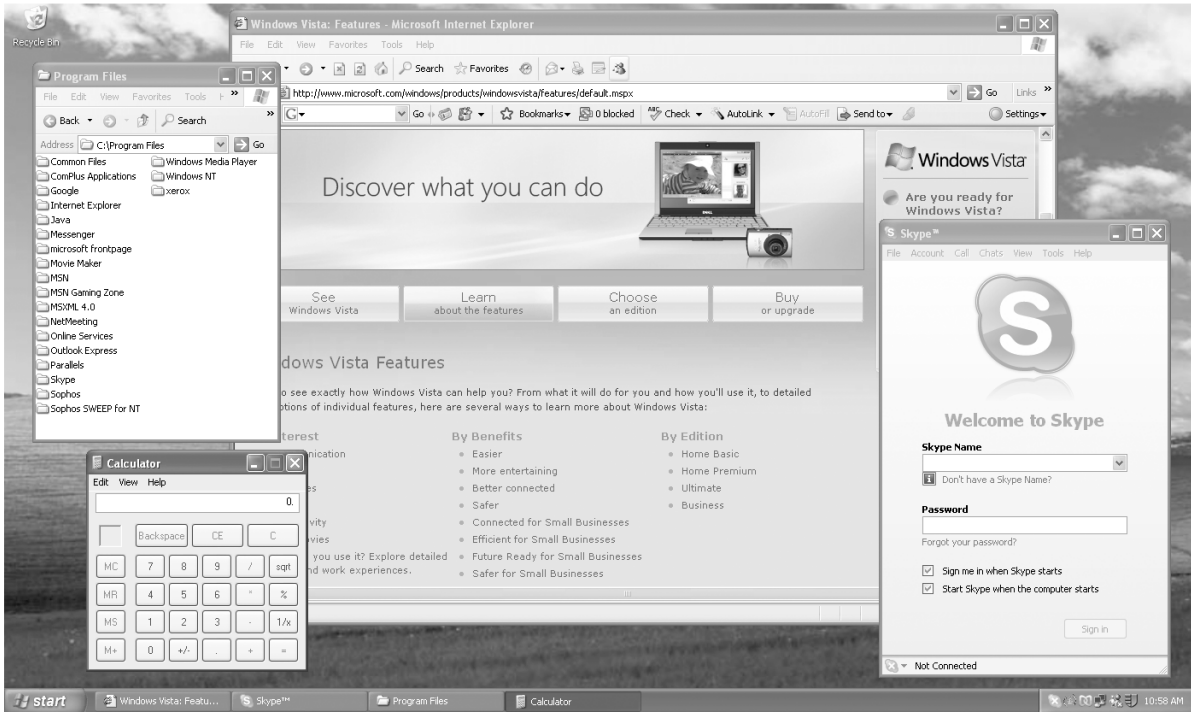 Recycle Bin
Windows Vista: Features - Microsoft Internet Explorer
File Edit View Favorites Tools Help
Search Favorites
http://www.microsoft.com/windows/products/windowsvista/features/default.mspx
Go Links »
G Go Bookmarks 0 blocked Check AutoLink AutoFill Send to Settings
Discover what you can do
Windows Vista
Are you ready for
Windows Vista?
See
Windows Vista
Learn
about the features
Choose
an edition
Buy
or upgrade
dows Vista Features
o see exactly how Windows Vista can help you? From what it will do for you and how you'll use it, to detailed
ptions of individual features, here are several ways to learn more about Windows Vista:
terest
nication
es
vity
vies
you use it? Explore detailed
nd work experiences.
By Benefits
Easier
More entertaining
Better connected
Safer
Connected for Small Businesses
Efficient for Small Businesses
Future Ready for Small Businesses
Safer for Small Businesses
By Edition
Home Basic
Home Premium
Ultimate
Business
Program Files
File Edit View Favorites Tools »
Back Search »
Address C:\Program Files Go
Common Files
ComPlus Applications
Google
Internet Explorer
Java
Messenger
microsoft frontpage
Movie Maker
MSN
MSN Gaming Zone
MSXML 4.0
NetMeeting
Online Services
Outlook Express
Parallels
Skype
Sophos
Sophos SWEEP for NT
Windows Media Player
Windows NT
xerox
Calculator
Edit View Help
0.
Backspace CE C
MC 7 8 9 / sqrt
MR 4 5 6 * %
MS 1 2 3 - 1/x
M+ 0 +/- . + =
Skype™
File Account Call Chats View Tools Help
S
Welcome to Skype
Skype Name
Don't have a Skype Name?
Password
Forgot your password?
Sign me in when Skype starts
Start Skype when the computer starts
Sign in
Not Connected
start
Windows Vista: Featu...
Skype™
Program Files
Calculator
10:58 AM